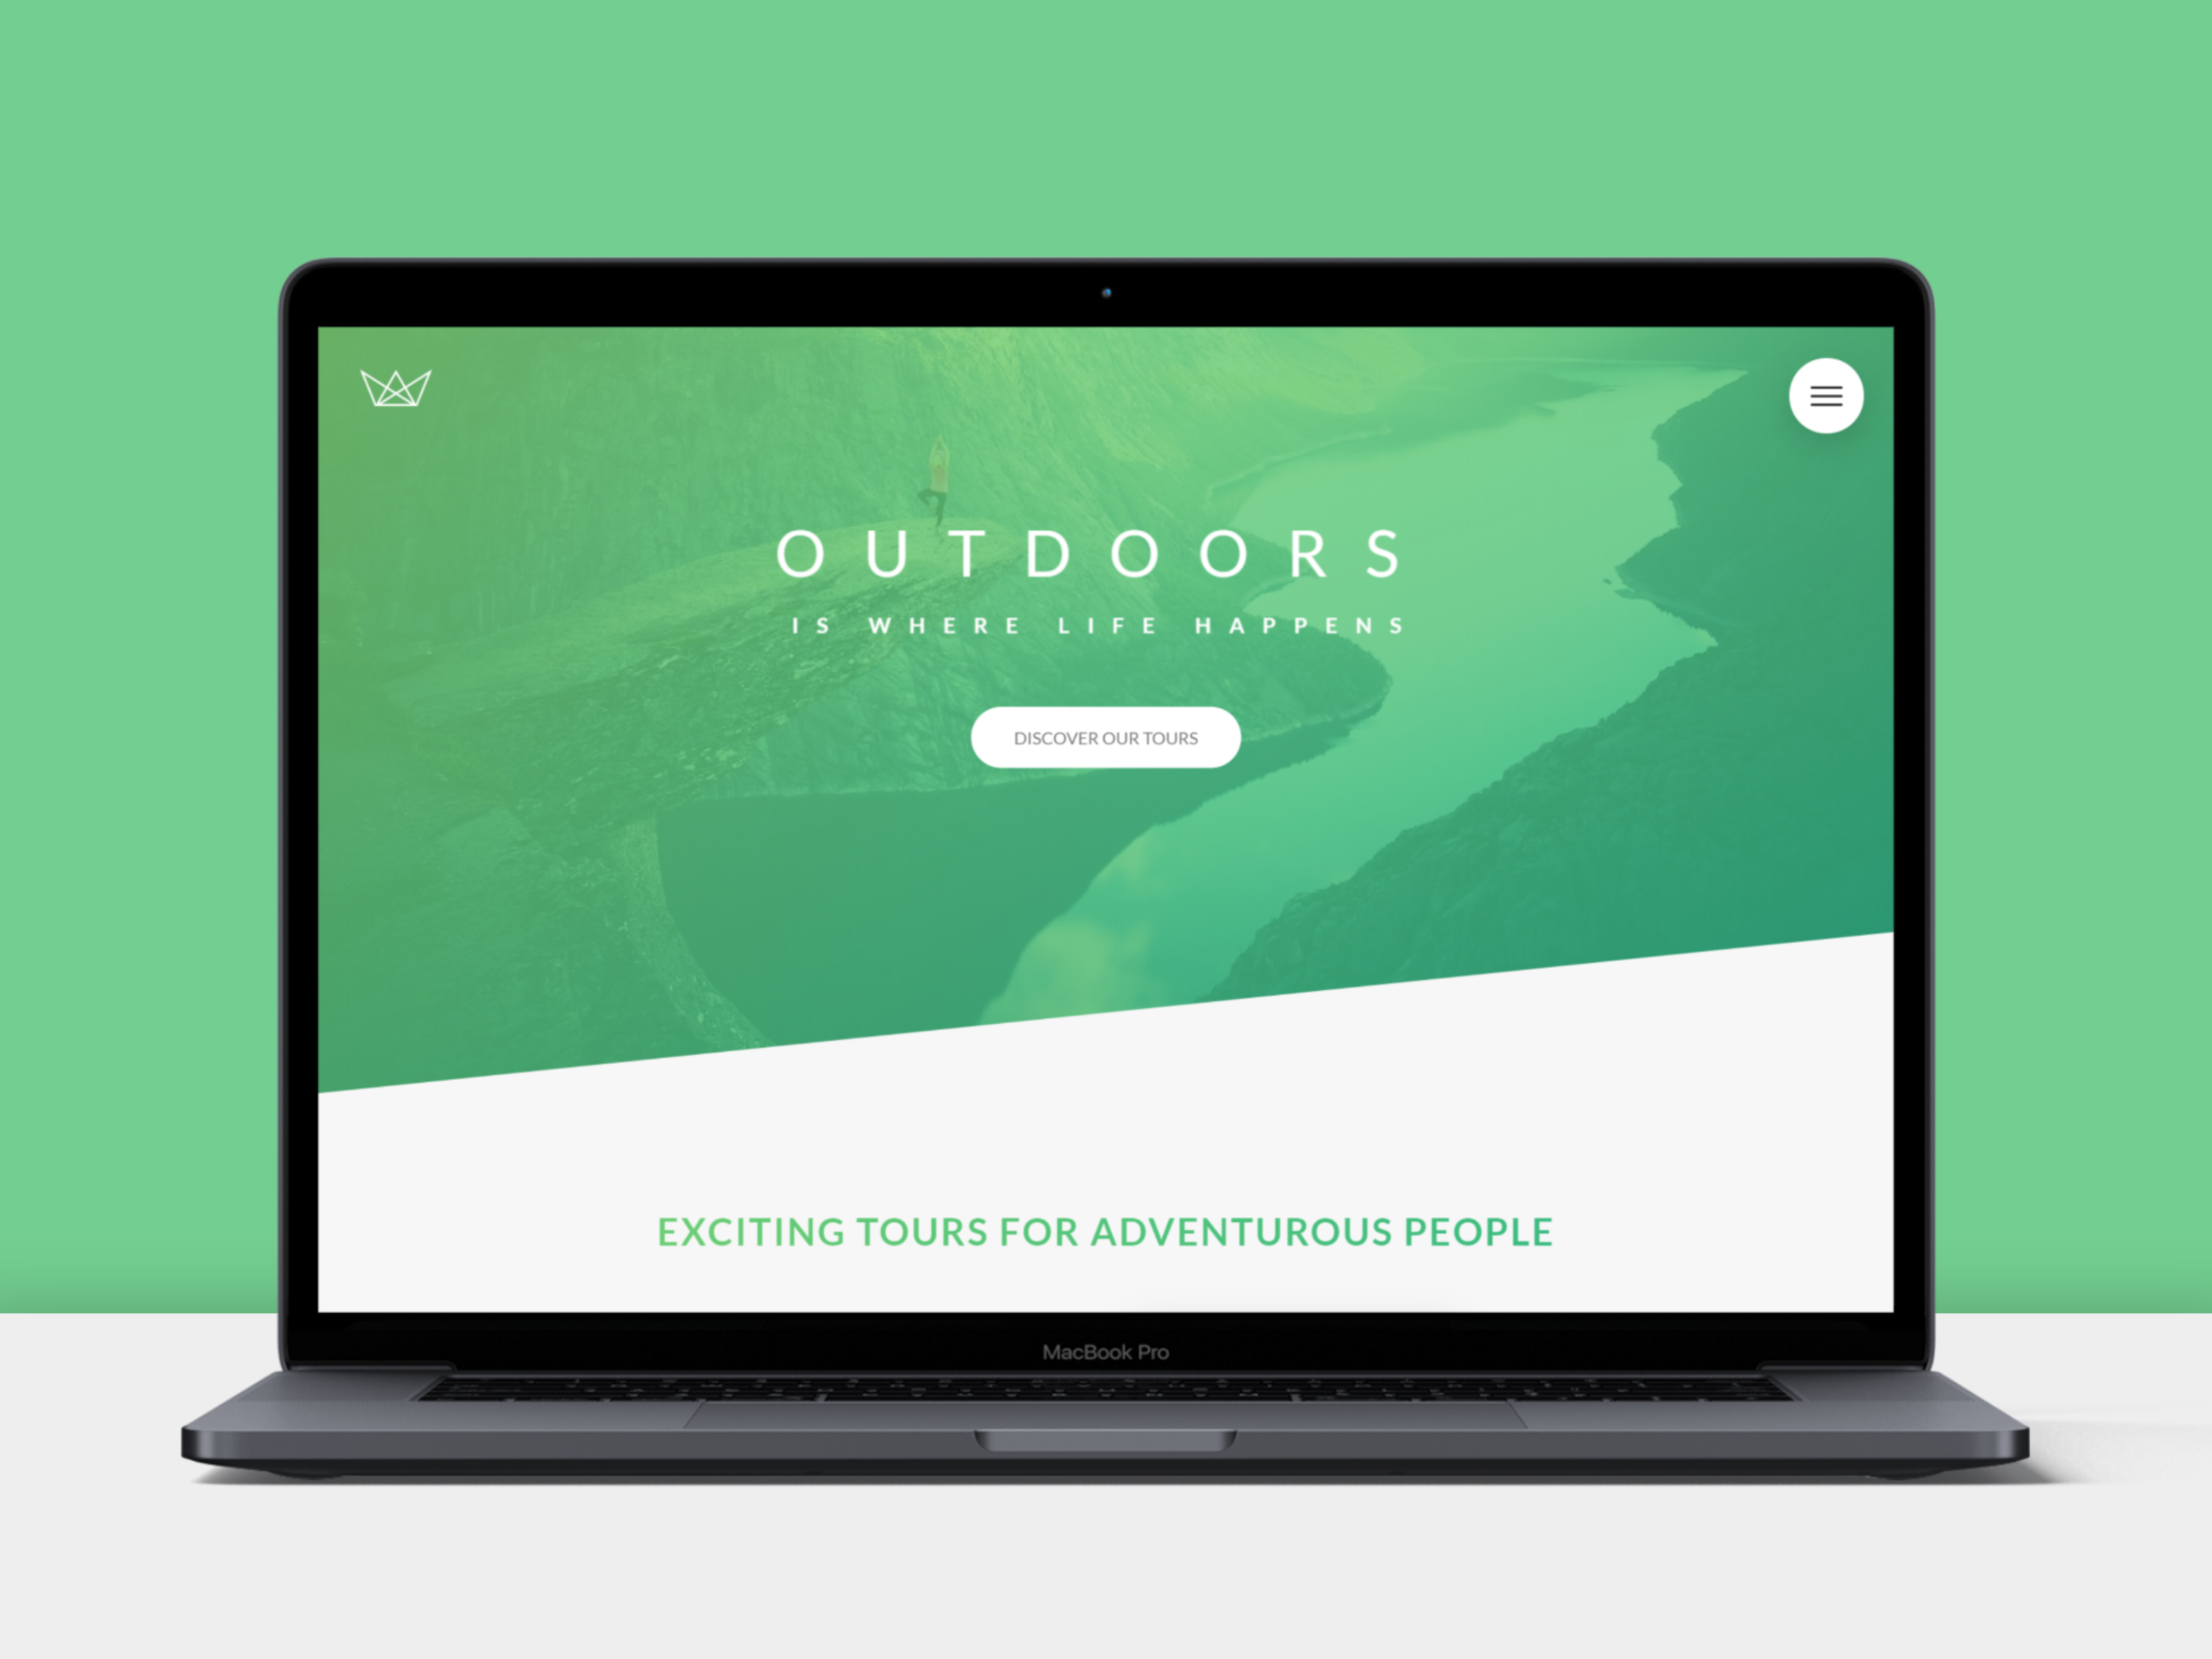 OUTDOORS
IS WHERE LIFE HAPPENS
DISCOVER OUR TOURS
EXCITING TOURS FOR ADVENTUROUS PEOPLE
MacBook Pro